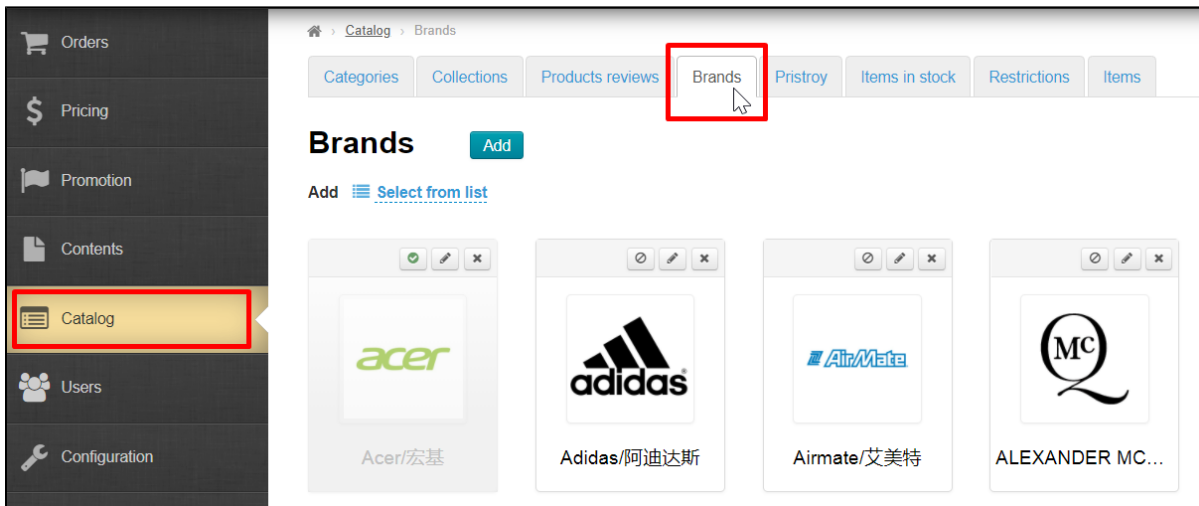 Orders
Pricing
Promotion
Contents
Catalog
Users
Configuration
Catalog › Brands
Categories Collections Products reviews Brands Pristroy Items in stock Restrictions Items
Brands Add
Add Select from list
acer
adidas
AirMate
McQ
Acer/宏基 Adidas/阿迪达斯 Airmate/艾美特 ALEXANDER MC...